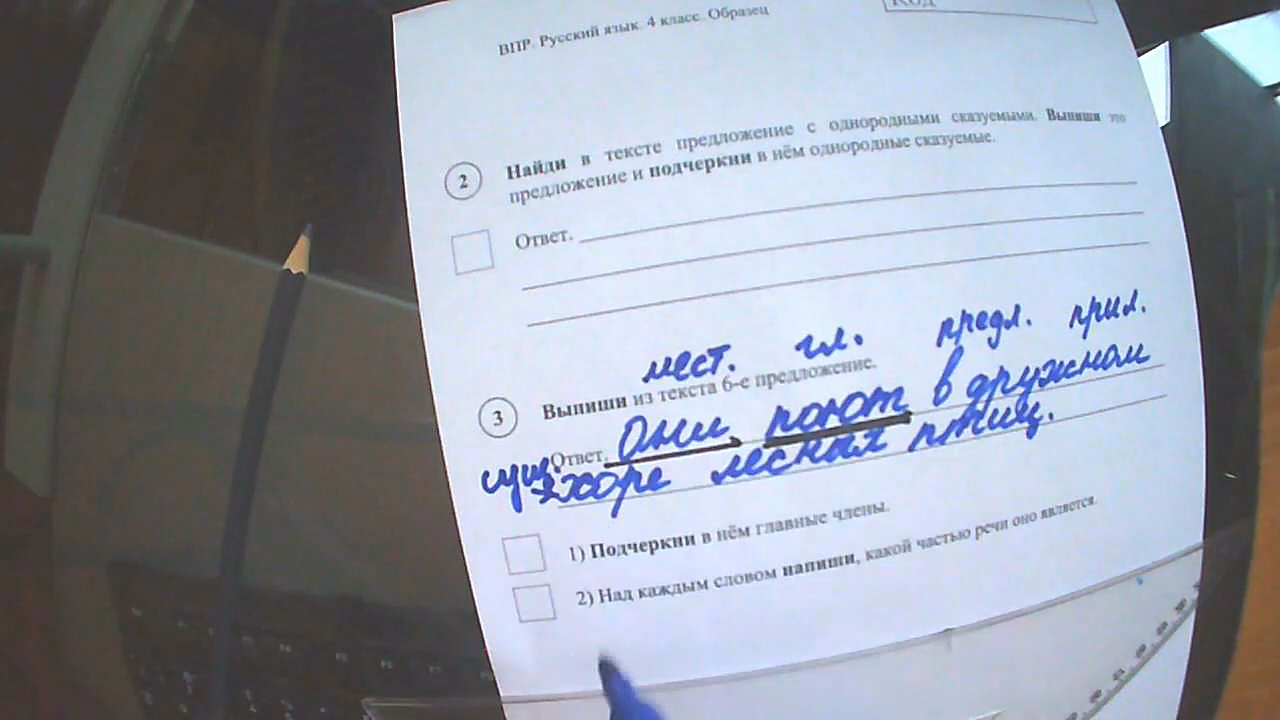 ВПР. Русский язык. 4 класс. Образец
Код
2 Найди в тексте предложение с однородными сказуемыми. Выпиши это
предложение и подчеркни в нём однородные сказуемые.
Ответ.
мест. гл. предл. прил.
3 Выпиши из текста 6-е предложение.
Ответ. Они поют в дружном
сущ. хоре лесных птиц.
1) Подчеркни в нём главные члены.
2) Над каждым словом напиши, какой частью речи оно является.